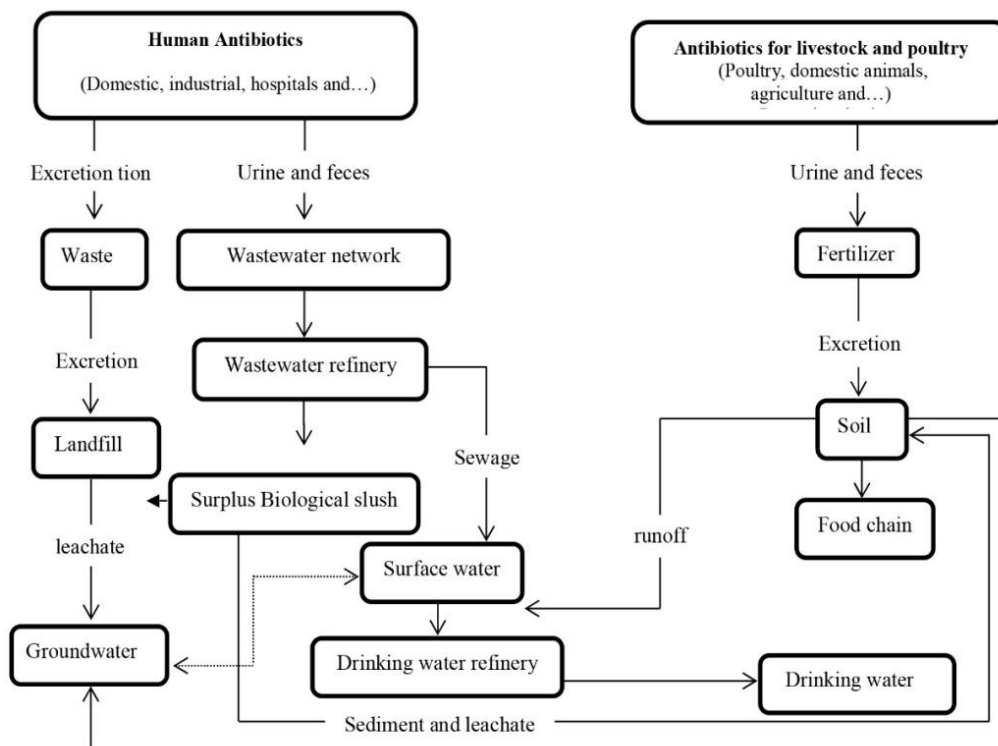 Human Antibiotics
(Domestic, industrial, hospitals and…)
Antibiotics for livestock and poultry
(Poultry, domestic animals,
agriculture and…)
Excretion tion
Urine and feces
Urine and feces
Waste
Wastewater network
Fertilizer
Excretion
Wastewater refinery
Excretion
Landfill
Sewage
Soil
Surplus Biological slush
leachate
runoff
Food chain
Surface water
Groundwater
Drinking water refinery
Drinking water
Sediment and leachate